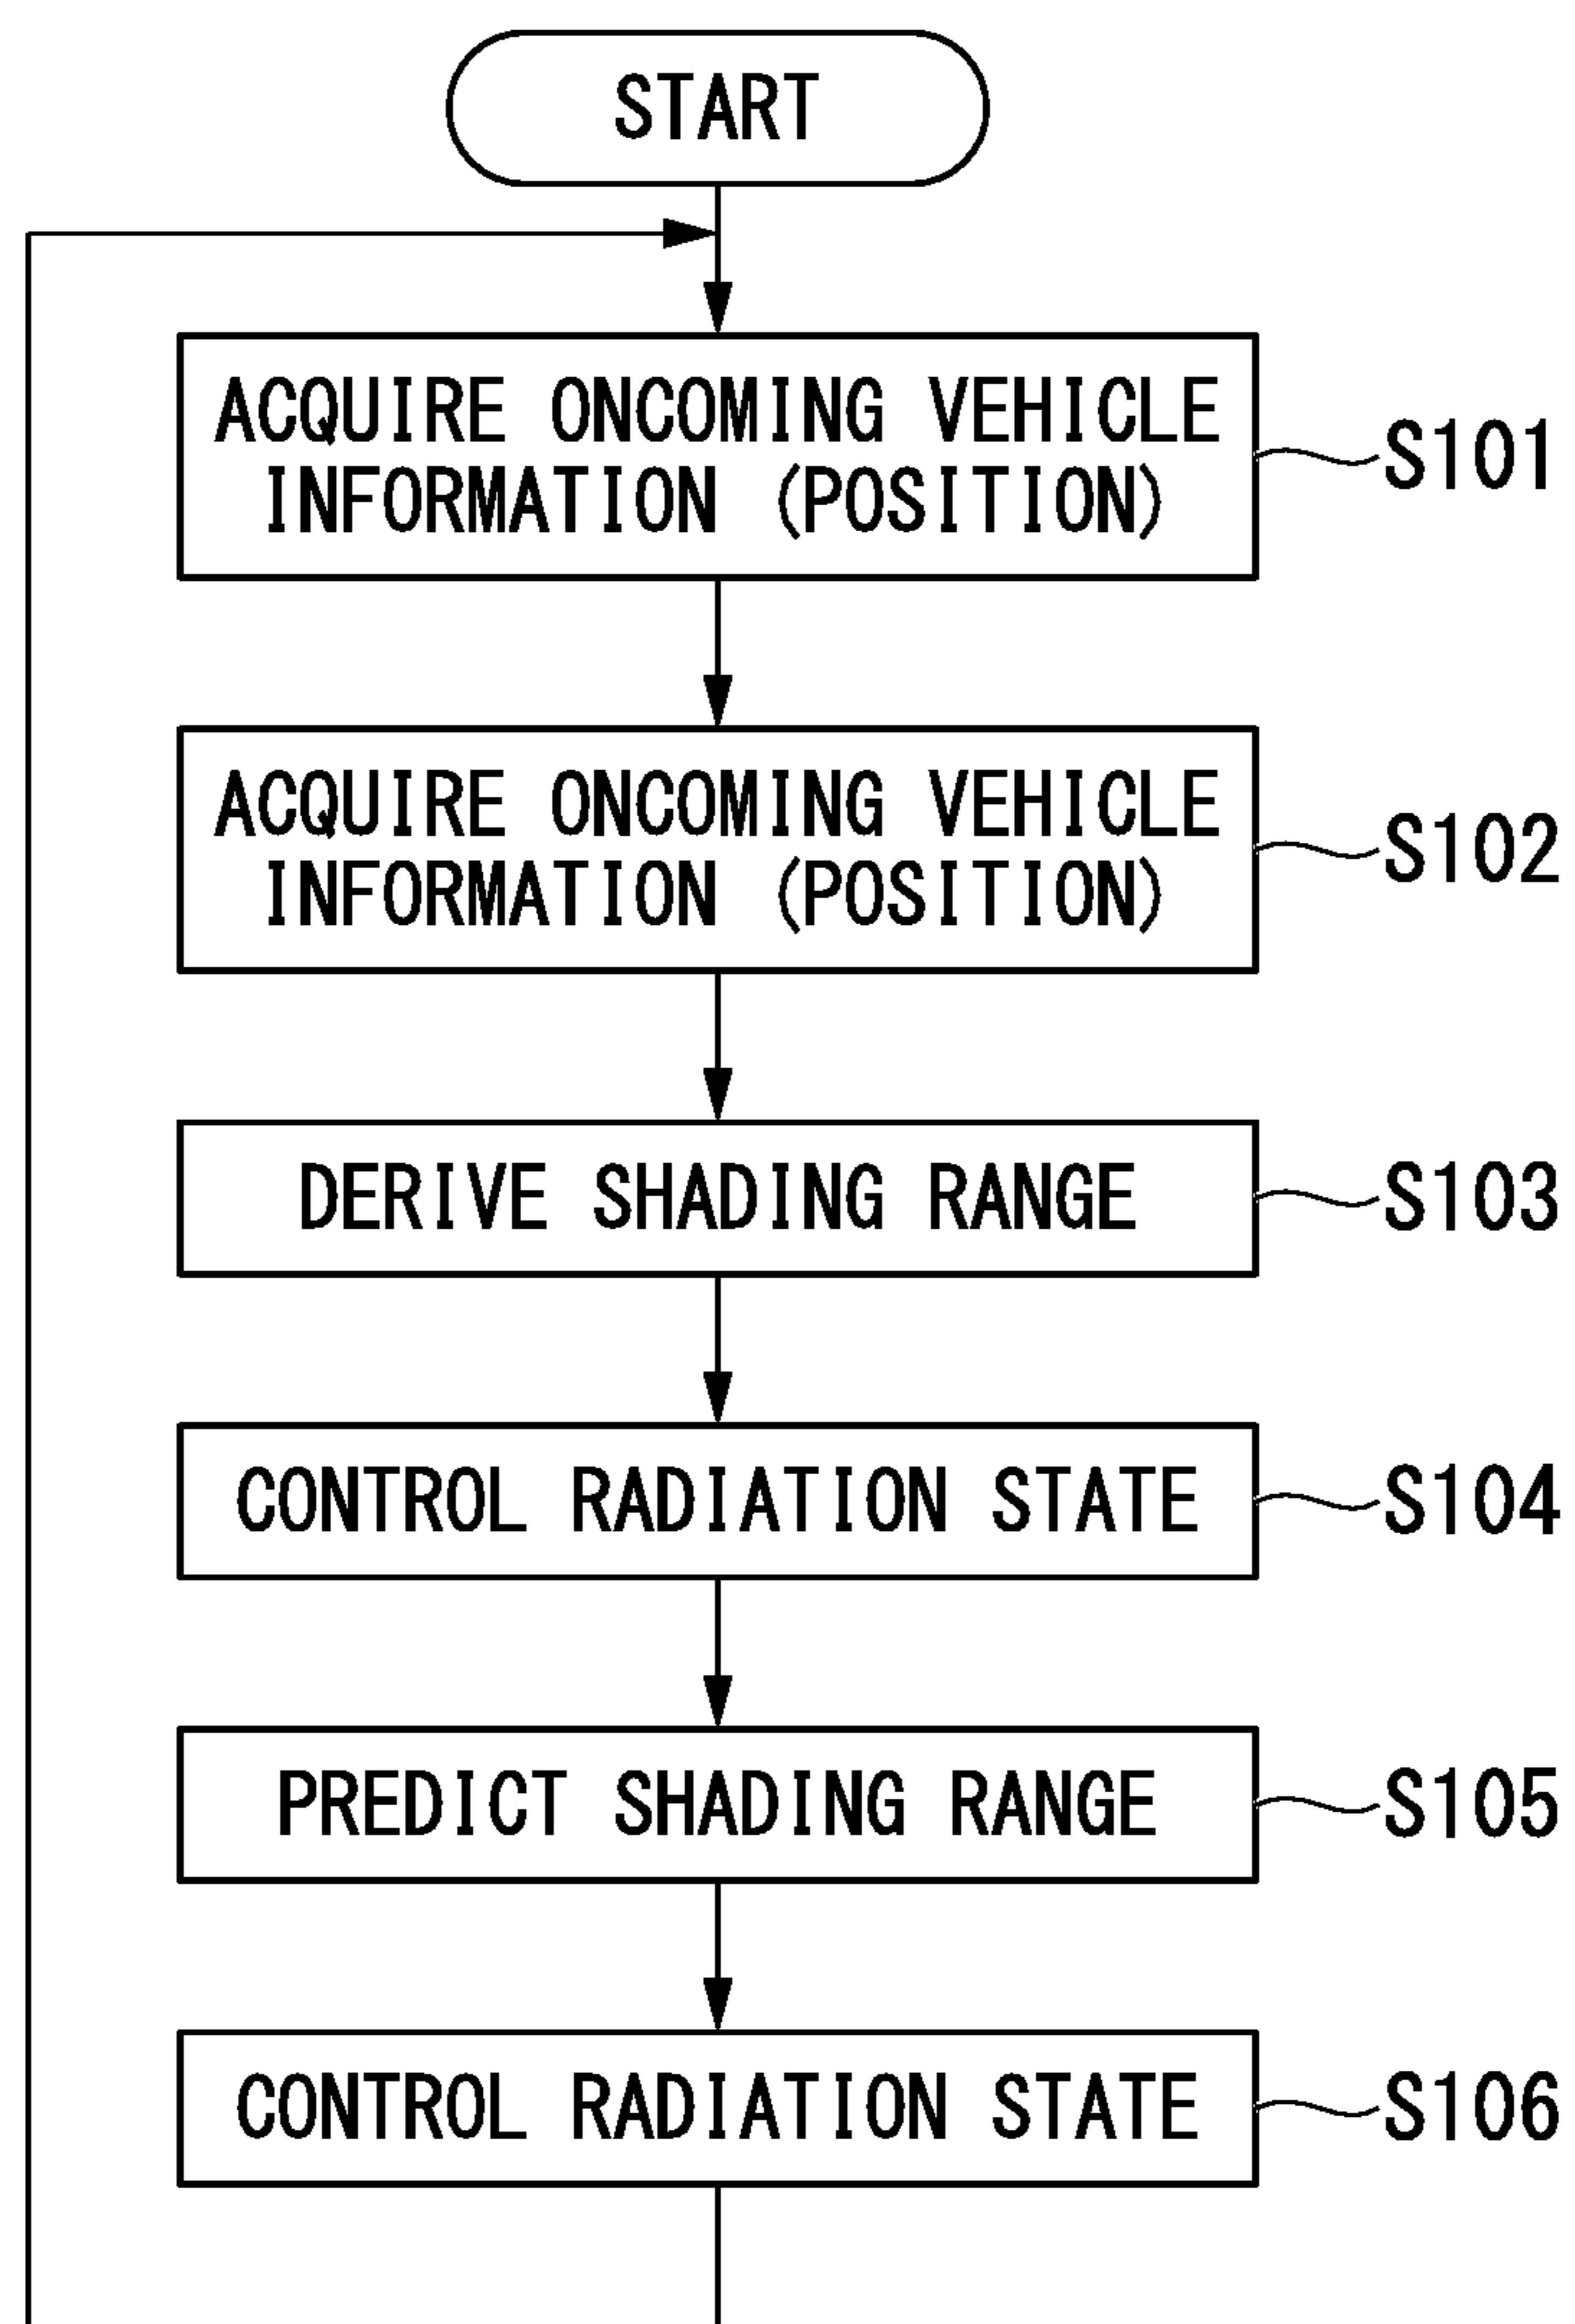 START
ACQUIRE ONCOMING VEHICLE
INFORMATION (POSITION)
S101
ACQUIRE ONCOMING VEHICLE
INFORMATION (POSITION)
S102
DERIVE SHADING RANGE
S103
CONTROL RADIATION STATE
S104
PREDICT SHADING RANGE
S105
CONTROL RADIATION STATE
S106